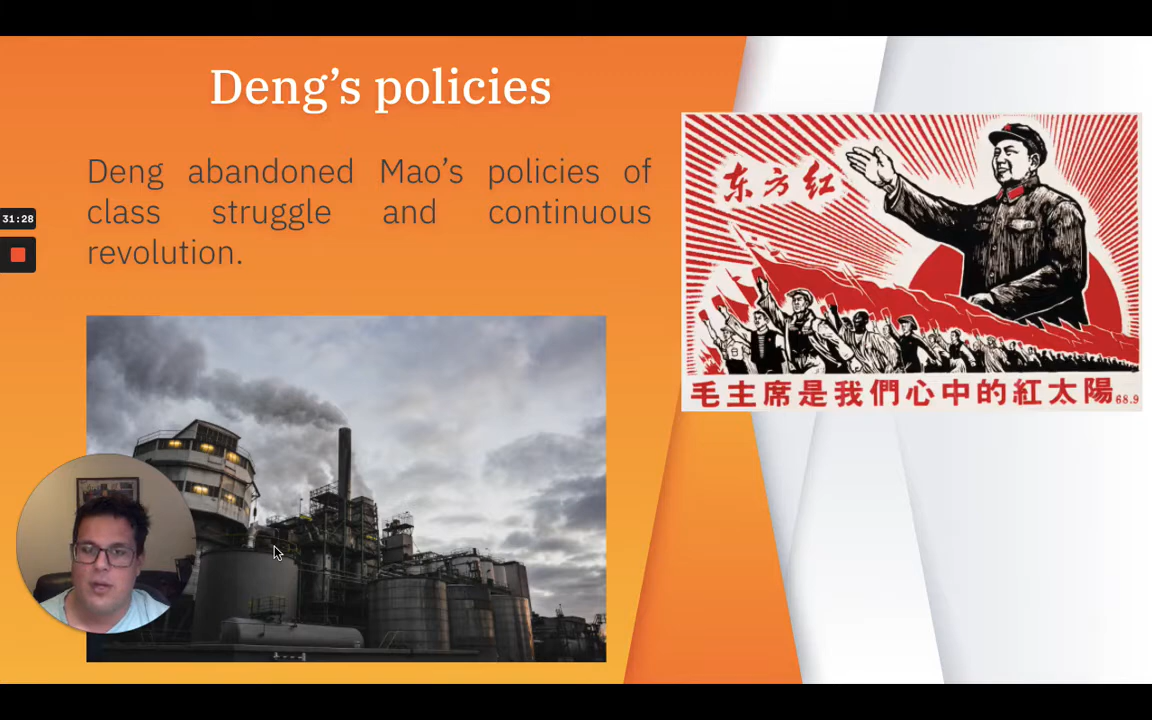 Deng’s policies
Deng abandoned Mao’s policies of
class struggle and continuous
revolution.
31:28
东方红
毛主席是我們心中的紅太陽
68.9